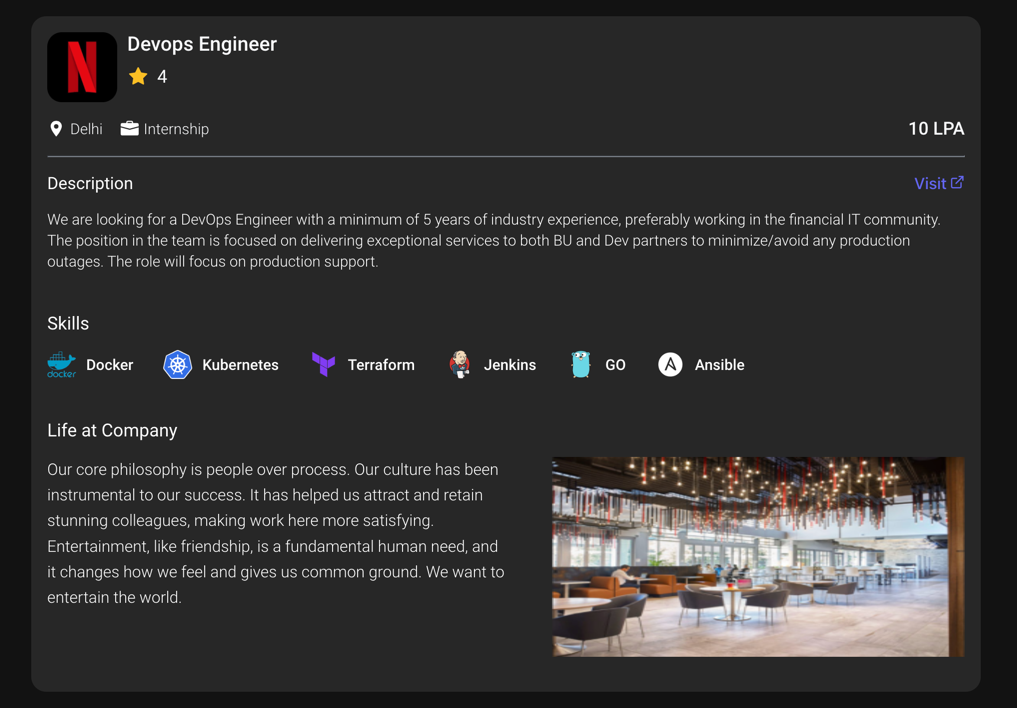 Devops Engineer
4
Delhi
Internship
10 LPA
Description
Visit
We are looking for a DevOps Engineer with a minimum of 5 years of industry experience, preferably working in the financial IT community.
The position in the team is focused on delivering exceptional services to both BU and Dev partners to minimize/avoid any production
outages. The role will focus on production support.
Skills
docker
Docker
Kubernetes
Terraform
Jenkins
GO
A
Ansible
Life at Company
Our core philosophy is people over process. Our culture has been
instrumental to our success. It has helped us attract and retain
stunning colleagues, making work here more satisfying.
Entertainment, like friendship, is a fundamental human need, and
it changes how we feel and gives us common ground. We want to
entertain the world.